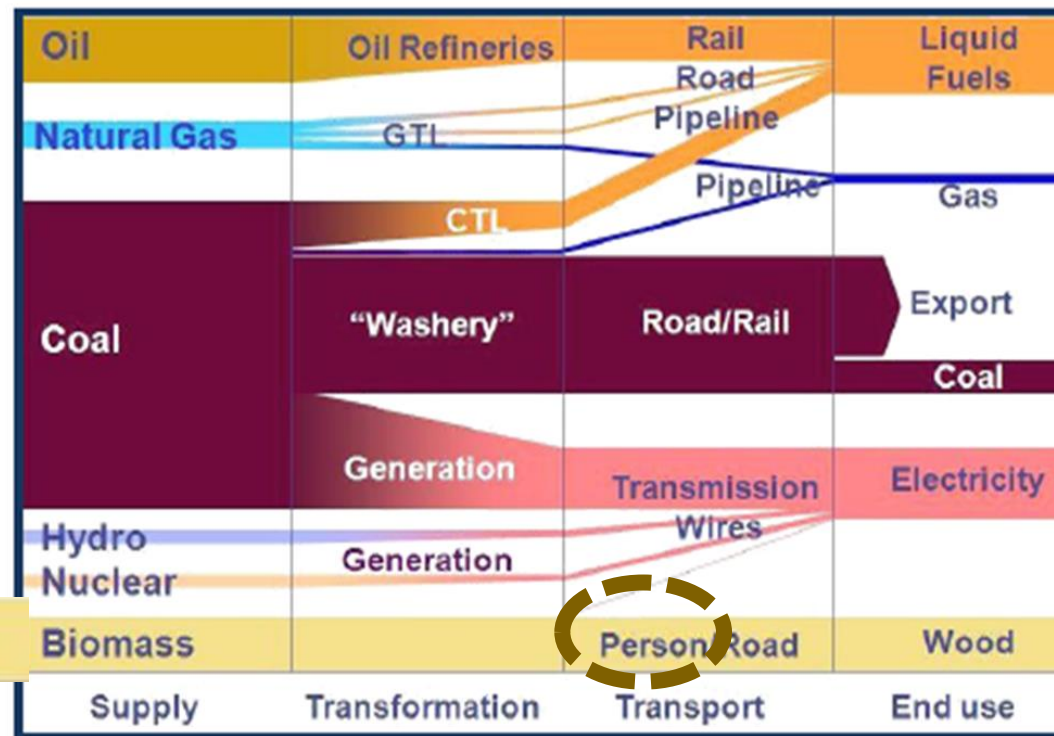 Oil
Oil Refineries
Rail
Liquid
Fuels
Road
Natural Gas
GTL
Pipeline
Pipeline
Gas
CTL
Coal
“Washery”
Road/Rail
Export
Coal
Generation
Transmission
Electricity
Hydro
Wires
Generation
Nuclear
Biomass
Person/Road
Wood
Supply
Transformation
Transport
End use